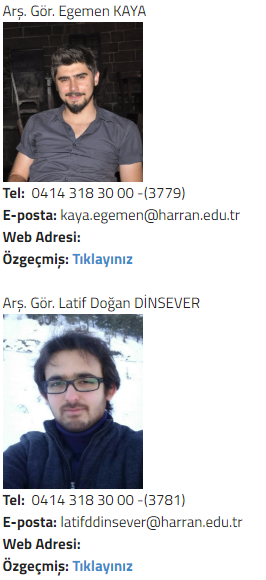 Arş. Gör. Egemen KAYA
Tel: 0414 318 30 00 -(3779)
E-posta: kaya.egemen@harran.edu.tr
Web Adresi:
Özgeçmiş: Tıklayınız
Arş. Gör. Latif Doğan DİNSEVER
Tel: 0414 318 30 00 -(3781)
E-posta: latifddinsever@harran.edu.tr
Web Adresi:
Özgeçmiş: Tıklayınız